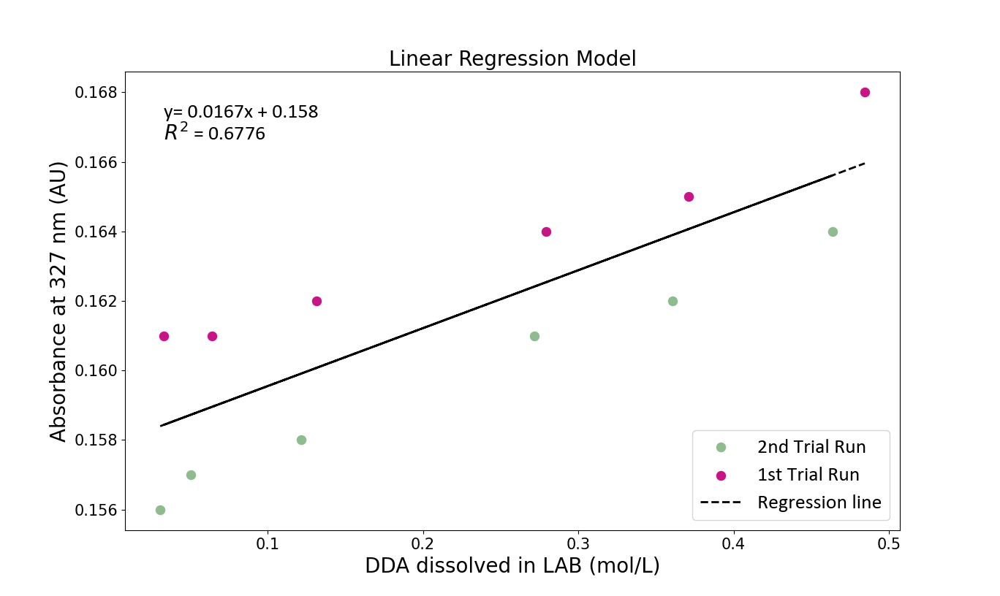 Linear Regression Model
y= 0.0167x + 0.158
R² = 0.6776
Absorbance at 327 nm (AU)
0.168
0.166
0.164
0.162
0.160
0.158
0.156
2nd Trial Run
1st Trial Run
Regression line
0.1 0.2 0.3 0.4 0.5
DDA dissolved in LAB (mol/L)